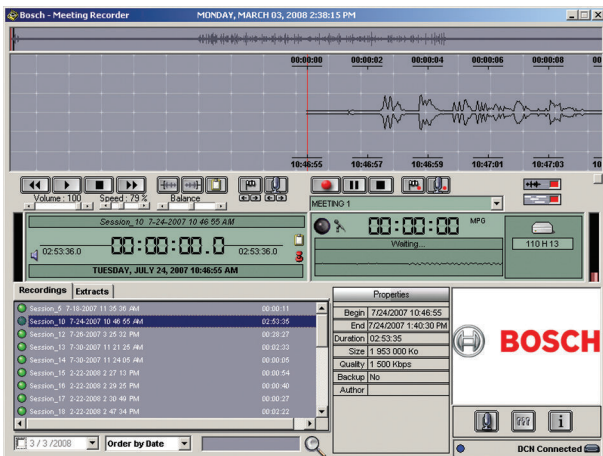 Bosch - Meeting Recorder MONDAY, MARCH 03, 2008 2:38:15 PM
00:00:00 00:00:02 00:00:04 00:00:06 00:00:08 00
10:46:55 10:46:57 10:46:59 10:47:01 10:47:03 10
Volume : 100 Speed : 79 % Balance
MEETING 1
Session_10 7-24-2007 10 46 55 AM
02:53:36.0 00:00:00.0 02:53:36.0
TUESDAY, JULY 24, 2007 10:46:55 AM
00:00:00 MPG
Waiting...
110 H 13
Recordings Extracts
Session_5 7-18-2007 11 35 36 AM 00:00:11
Session_10 7-24-2007 10 46 55 AM 02:53:35
Session_12 7-26-2007 3 25 32 PM 00:28:27
Session_13 7-30-2007 11 21 25 AM 00:02:33
Session_14 7-30-2007 11 24 05 AM 00:00:05
Session_15 2-22-2008 2 27 13 PM 00:00:54
Session_16 2-22-2008 2 29 25 PM 00:00:40
Session_17 2-22-2008 2 30 49 PM 00:00:27
Session_18 2-22-2008 2 47 34 PM 00:02:22
3 / 3 /2008 Order by Date
Properties
Begin 7/24/2007 10:46:55
End 7/24/2007 1:40:30 PM
Duration 02:53:35
Size 1 953 000 Ko
Quality 1 500 Kbps
Backup No
Author
BOSCH
???
i
DCN Connected